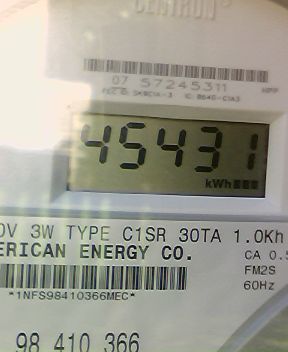 CENTRON®
07 57245311
45431
kWh
0V 3W TYPE C1SR 30TA 1.0Kh
ERICAN ENERGY CO.
CA 0.5
FM2S
*1NFS98410366MEC*
60Hz
98 410 366